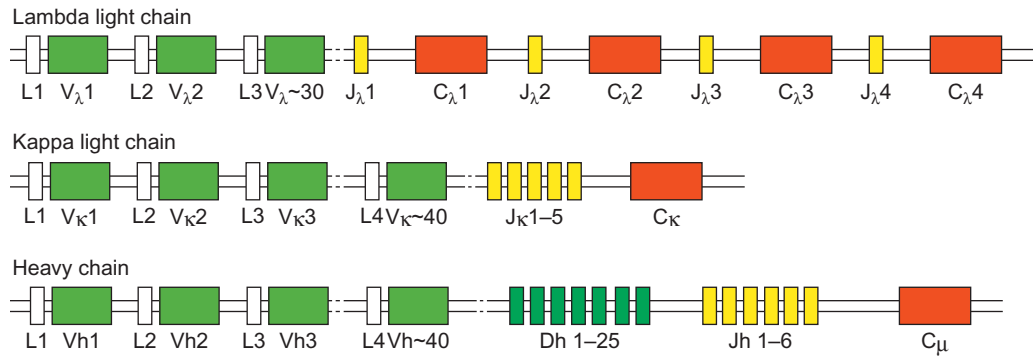 Lambda light chain
L1 Vλ1 L2 Vλ2 L3 Vλ~30 Jλ1 Cλ1 Jλ2 Cλ2 Jλ3 Cλ3 Jλ4 Cλ4
Kappa light chain
L1 Vκ1 L2 Vκ2 L3 Vκ3 L4 Vκ~40 Jκ1–5 Cκ
Heavy chain
L1 Vh1 L2 Vh2 L3 Vh3 L4 Vh~40 Dh 1–25 Jh 1–6 Cμ